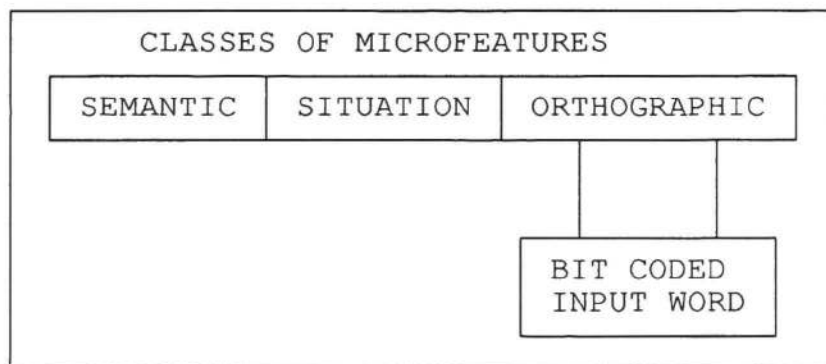 CLASSES OF MICROFEATURES
SEMANTIC SITUATION ORTHOGRAPHIC
BIT CODED
INPUT WORD